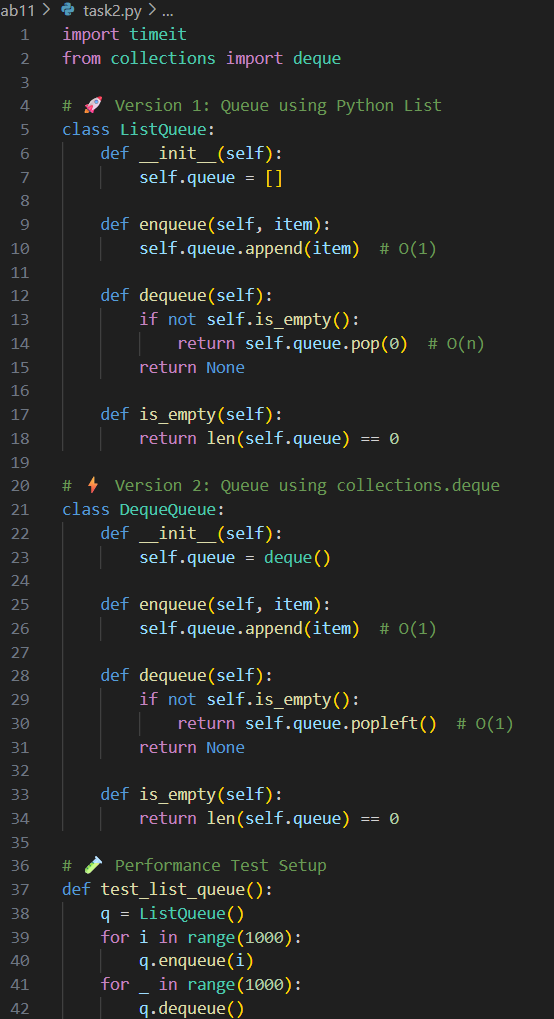 ab11 > task2.py > ...
1 import timeit
2 from collections import deque
3
4 # 🚀 Version 1: Queue using Python List
5 class ListQueue:
6     def __init__(self):
7         self.queue = []
8
9     def enqueue(self, item):
10         self.queue.append(item)  # O(1)
11
12     def dequeue(self):
13         if not self.is_empty():
14             return self.queue.pop(0)  # O(n)
15         return None
16
17     def is_empty(self):
18         return len(self.queue) == 0
19
20 # ⚡ Version 2: Queue using collections.deque
21 class DequeQueue:
22     def __init__(self):
23         self.queue = deque()
24
25     def enqueue(self, item):
26         self.queue.append(item)  # O(1)
27
28     def dequeue(self):
29         if not self.is_empty():
30             return self.queue.popleft()  # O(1)
31         return None
32
33     def is_empty(self):
34         return len(self.queue) == 0
35
36 # 🧪 Performance Test Setup
37 def test_list_queue():
38     q = ListQueue()
39     for i in range(1000):
40         q.enqueue(i)
41     for _ in range(1000):
42         q.dequeue()